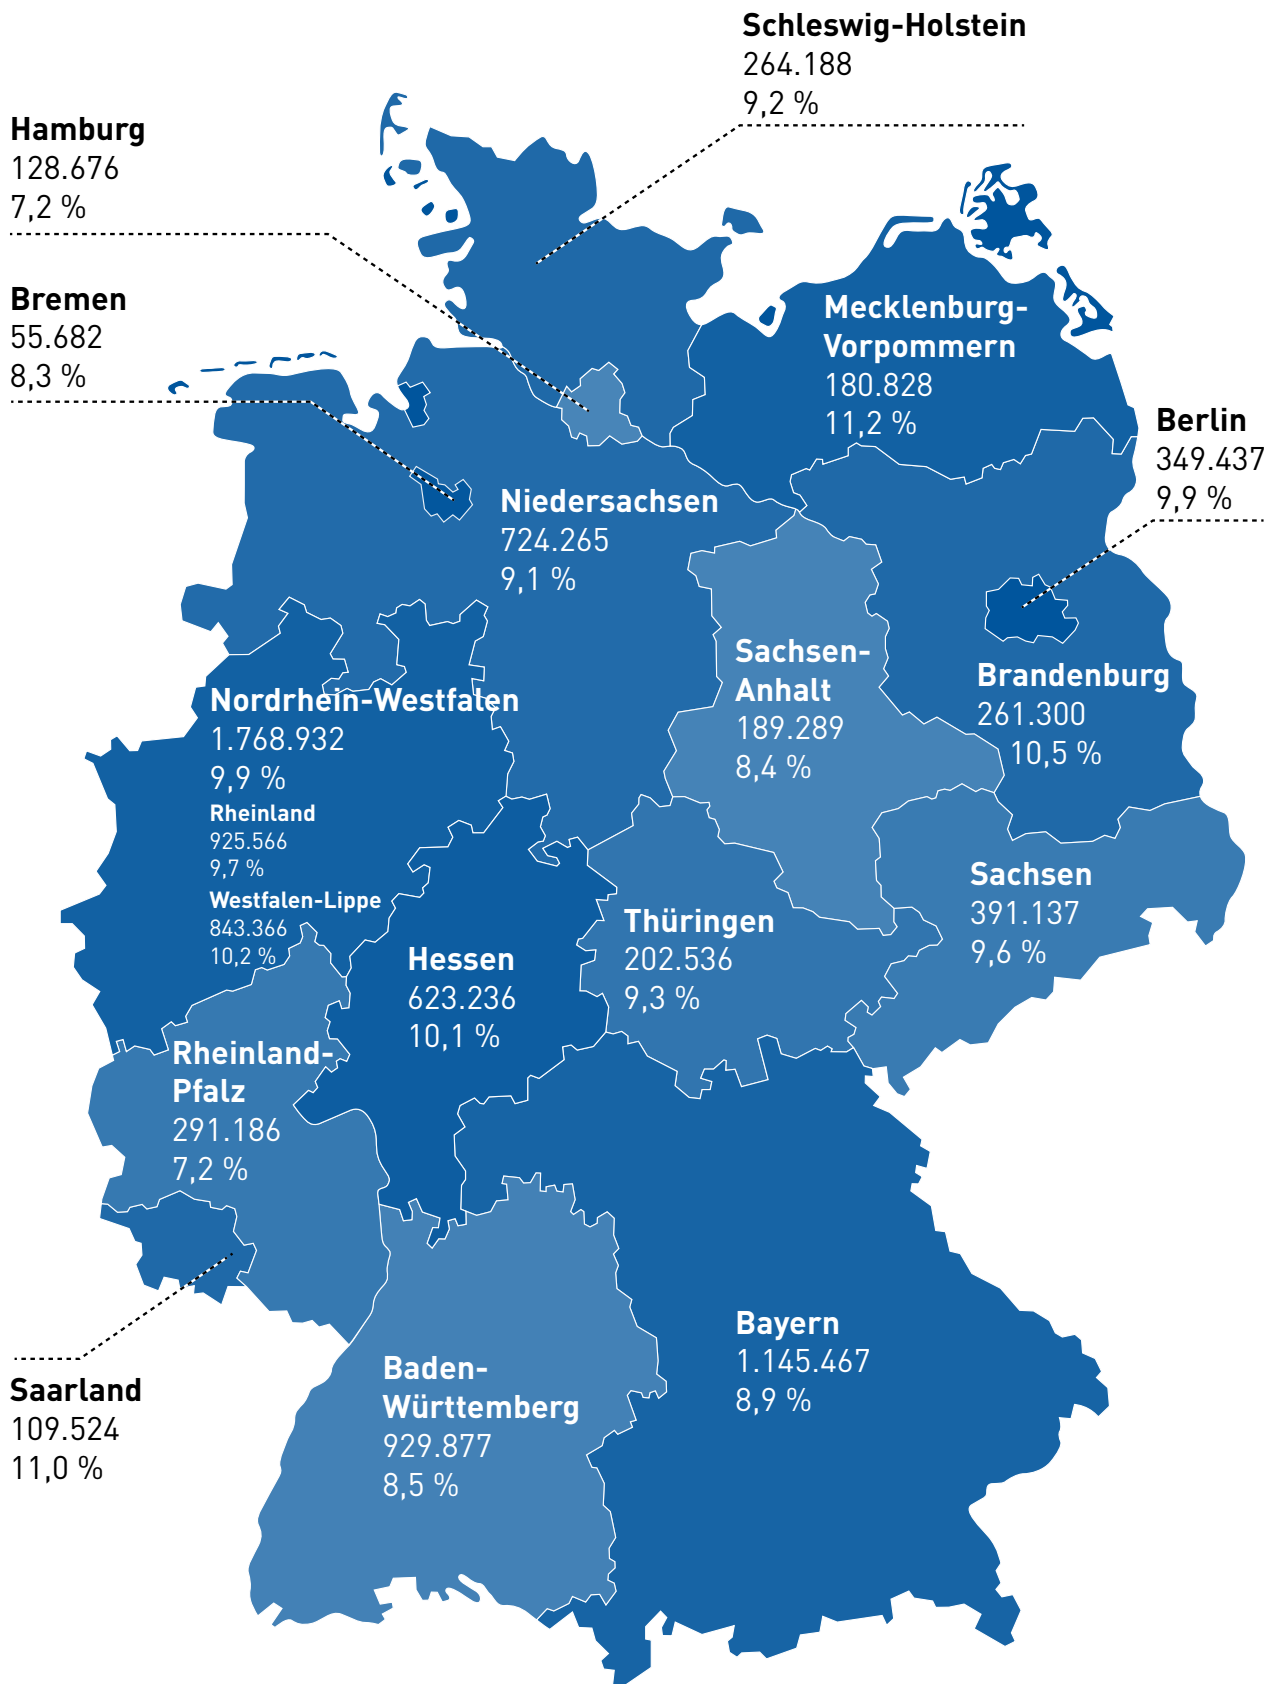 Schleswig-Holstein
264.188
9,2 %
Hamburg
128.676
7,2 %
Bremen
55.682
8,3 %
Mecklenburg-
Vorpommern
180.828
11,2 %
Berlin
349.437
9,9 %
Niedersachsen
724.265
9,1 %
Sachsen-
Anhalt
189.289
8,4 %
Brandenburg
261.300
10,5 %
Nordrhein-Westfalen
1.768.932
9,9 %
Rheinland
925.566
9,7 %
Westfalen-Lippe
843.366
10,2 %
Sachsen
391.137
9,6 %
Thüringen
202.536
9,3 %
Hessen
623.236
10,1 %
Rheinland-
Pfalz
291.186
7,2 %
Bayern
1.145.467
8,9 %
Baden-
Württemberg
929.877
8,5 %
Saarland
109.524
11,0 %